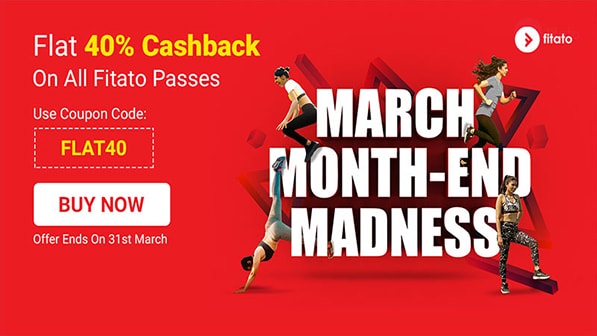 Flat 40% Cashback
On All Fitato Passes
Use Coupon Code:
FLAT40
BUY NOW
Offer Ends On 31st March
fitato
MARCH
MONTH-END
MADNESS